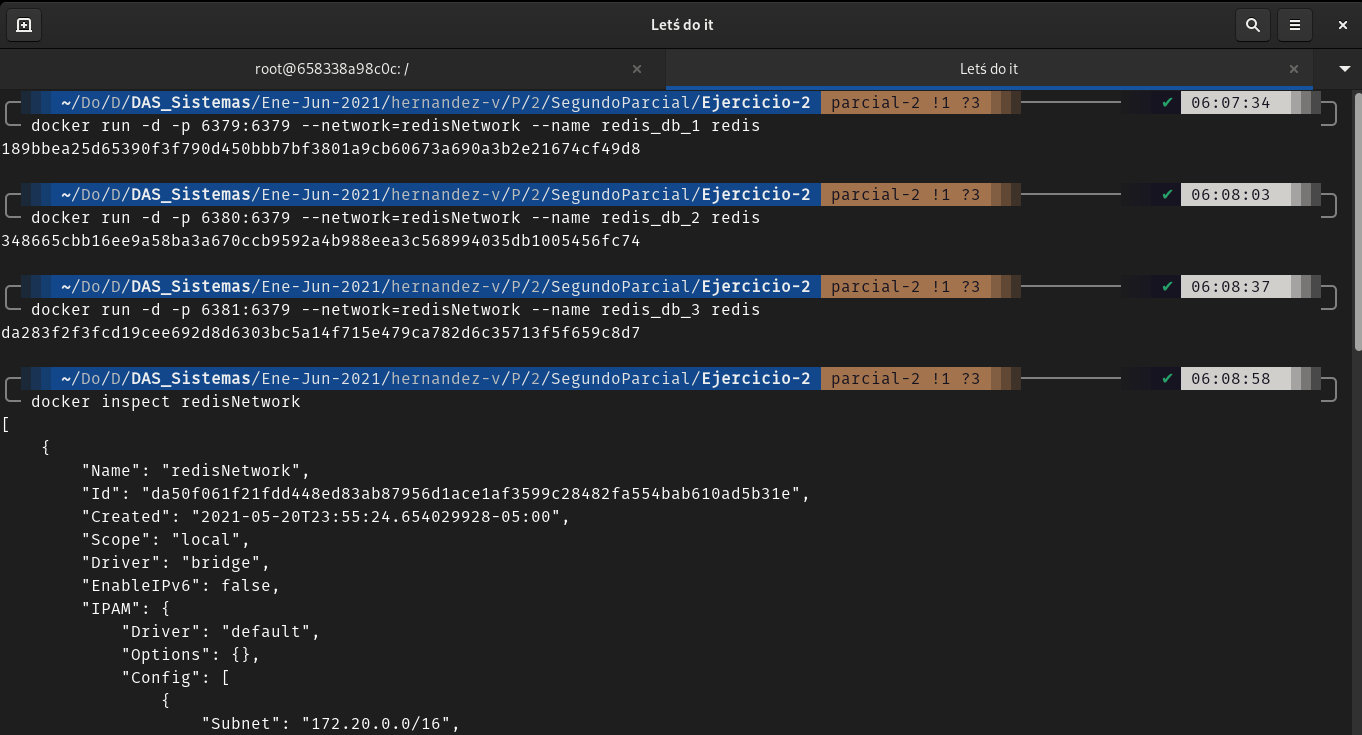 Letś do it
root@658338a98c0c: /
Letś do it
~/Do/D/DAS_Sistemas/Ene-Jun-2021/hernandez-v/P/2/SegundoParcial/Ejercicio-2 parcial-2 !1 ?3 ✔ 06:07:34
docker run -d -p 6379:6379 --network=redisNetwork --name redis_db_1 redis
189bbea25d65390f3f790d450bbb7bf3801a9cb60673a690a3b2e21674cf49d8
~/Do/D/DAS_Sistemas/Ene-Jun-2021/hernandez-v/P/2/SegundoParcial/Ejercicio-2 parcial-2 !1 ?3 ✔ 06:08:03
docker run -d -p 6380:6379 --network=redisNetwork --name redis_db_2 redis
348665cbb16ee9a58ba3a670ccb9592a4b988eea3c568994035db1005456fc74
~/Do/D/DAS_Sistemas/Ene-Jun-2021/hernandez-v/P/2/SegundoParcial/Ejercicio-2 parcial-2 !1 ?3 ✔ 06:08:37
docker run -d -p 6381:6379 --network=redisNetwork --name redis_db_3 redis
da283f2f3fcd19cee692d8d6303bc5a14f715e479ca782d6c35713f5f659c8d7
~/Do/D/DAS_Sistemas/Ene-Jun-2021/hernandez-v/P/2/SegundoParcial/Ejercicio-2 parcial-2 !1 ?3 ✔ 06:08:58
docker inspect redisNetwork
[
    {
        "Name": "redisNetwork",
        "Id": "da50f061f21fdd448ed83ab87956d1ace1af3599c28482fa554bab610ad5b31e",
        "Created": "2021-05-20T23:55:24.654029928-05:00",
        "Scope": "local",
        "Driver": "bridge",
        "EnableIPv6": false,
        "IPAM": {
            "Driver": "default",
            "Options": {},
            "Config": [
                {
                    "Subnet": "172.20.0.0/16",